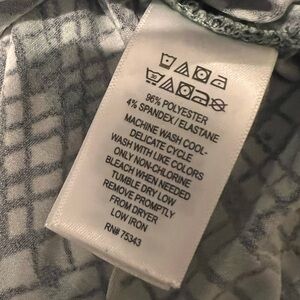 96% POLYESTER
4% SPANDEX / ELASTANE
MACHINE WASH COOL-
DELICATE CYCLE
WASH WITH LIKE COLORS
ONLY NON-CHLORINE
BLEACH WHEN NEEDED
TUMBLE DRY LOW
REMOVE PROMPTLY
FROM DRYER
LOW IRON
RN# 75343